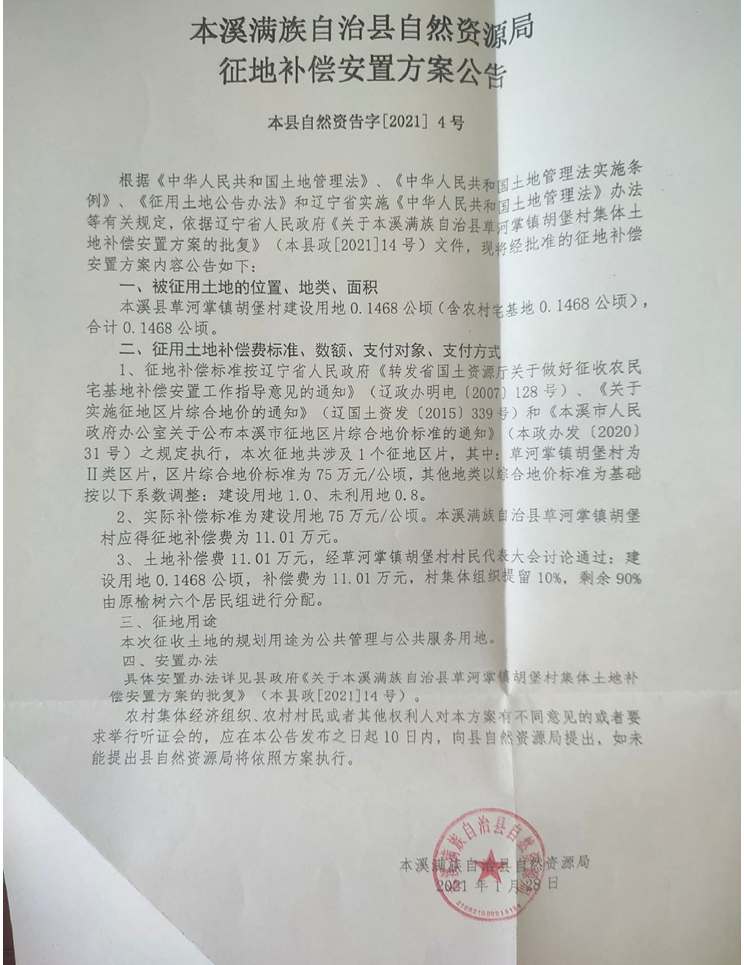 本溪满族自治县自然资源局
征地补偿安置方案公告
本县自然资告字[2021] 4号
根据《中华人民共和国土地管理法》、《中华人民共和国土地管理法实施条
例》、《征用土地公告办法》和辽宁省实施《中华人民共和国土地管理法》办法
等有关规定，依据辽宁省人民政府《关于本溪满族自治县草河掌镇胡堡村集体土
地补偿安置方案的批复》（本县政[2021]14号）文件，现将经批准的征地补偿
安置方案内容公告如下：
一、被征用土地的位置、地类、面积
本溪县草河掌镇胡堡村建设用地0.1468公顷（含农村宅基地0.1468公顷），
合计0.1468公顷。
二、征用土地补偿费标准、数额、支付对象、支付方式
1、征地补偿标准按辽宁省人民政府《转发省国土资源厅关于做好征收农民
宅基地补偿安置工作指导意见的通知》（辽政办明电〔2007〕128号）、《关于
实施征地区片综合地价的通知》（辽国土资发〔2015〕339号）和《本溪市人民
政府办公室关于公布本溪市征地区片综合地价标准的通知》（本政办发〔2020〕
31号）之规定执行，本次征地共涉及1个征地区片，其中：草河掌镇胡堡村为
Ⅱ类区片，区片综合地价标准为75万元/公顷，其他地类以综合地价标准为基础
按以下系数调整：建设用地1.0、未利用地0.8。
2、实际补偿标准为建设用地75万元/公顷。本溪满族自治县草河掌镇胡堡
村应得征地补偿费为11.01万元。
3、土地补偿费11.01万元，经草河掌镇胡堡村村民代表大会讨论通过：建
设用地0.1468公顷，补偿费为11.01万元，村集体组织提留10%，剩余90%
由原榆树六个居民组进行分配。
三、征地用途
本次征收土地的规划用途为公共管理与公共服务用地。
四、安置办法
具体安置办法详见县政府《关于本溪满族自治县草河掌镇胡堡村集体土地补
偿安置方案的批复》（本县政[2021]14号）。
农村集体经济组织、农村村民或者其他权利人对本方案有不同意见的或者要
求举行听证会的，应在本公告发布之日起10日内，向县自然资源局提出，如未
能提出县自然资源局将依照方案执行。
本溪满族自治县自然资源局
2021年1月28日